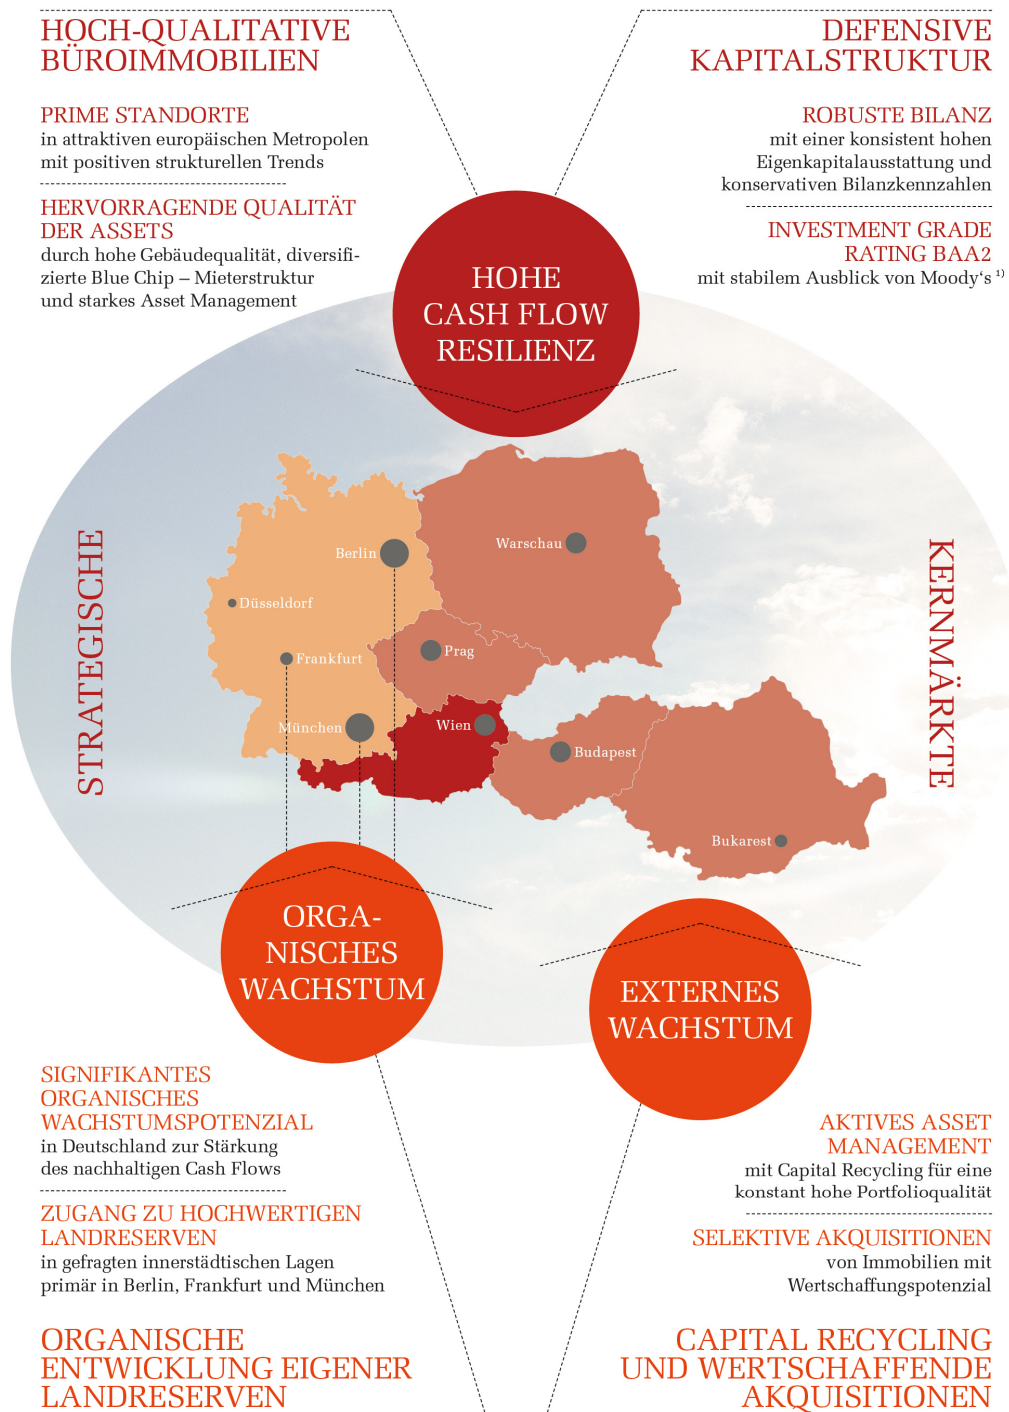 HOCH-QUALITATIVE
BÜROIMMOBILIEN
PRIME STANDORTE
in attraktiven europäischen Metropolen
mit positiven strukturellen Trends
HERVORRAGENDE QUALITÄT
DER ASSETS
durch hohe Gebäudequalität, diversifi-
zierte Blue Chip – Mieterstruktur
und starkes Asset Management
DEFENSIVE
KAPITALSTRUKTUR
ROBUSTE BILANZ
mit einer konsistent hohen
Eigenkapitalausstattung und
konservativen Bilanzkennzahlen
INVESTMENT GRADE
RATING BAA2
mit stabilem Ausblick von Moody‘s 1)
HOHE
CASH FLOW
RESILIENZ
STRATEGISCHE
KERNMÄRKTE
Berlin
Warschau
Düsseldorf
Frankfurt
Prag
München
Wien
Budapest
Bukarest
ORGA-
NISCHES
WACHSTUM
EXTERNES
WACHSTUM
SIGNIFIKANTES
ORGANISCHES
WACHSTUMSPOTENZIAL
in Deutschland zur Stärkung
des nachhaltigen Cash Flows
ZUGANG ZU HOCHWERTIGEN
LANDRESERVEN
in gefragten innerstädtischen Lagen
primär in Berlin, Frankfurt und München
ORGANISCHE
ENTWICKLUNG EIGENER
LANDRESERVEN
AKTIVES ASSET
MANAGEMENT
mit Capital Recycling für eine
konstant hohe Portfolioqualität
SELEKTIVE AKQUISITIONEN
von Immobilien mit
Wertschaffungspotenzial
CAPITAL RECYCLING
UND WERTSCHAFFENDE
AKQUISITIONEN